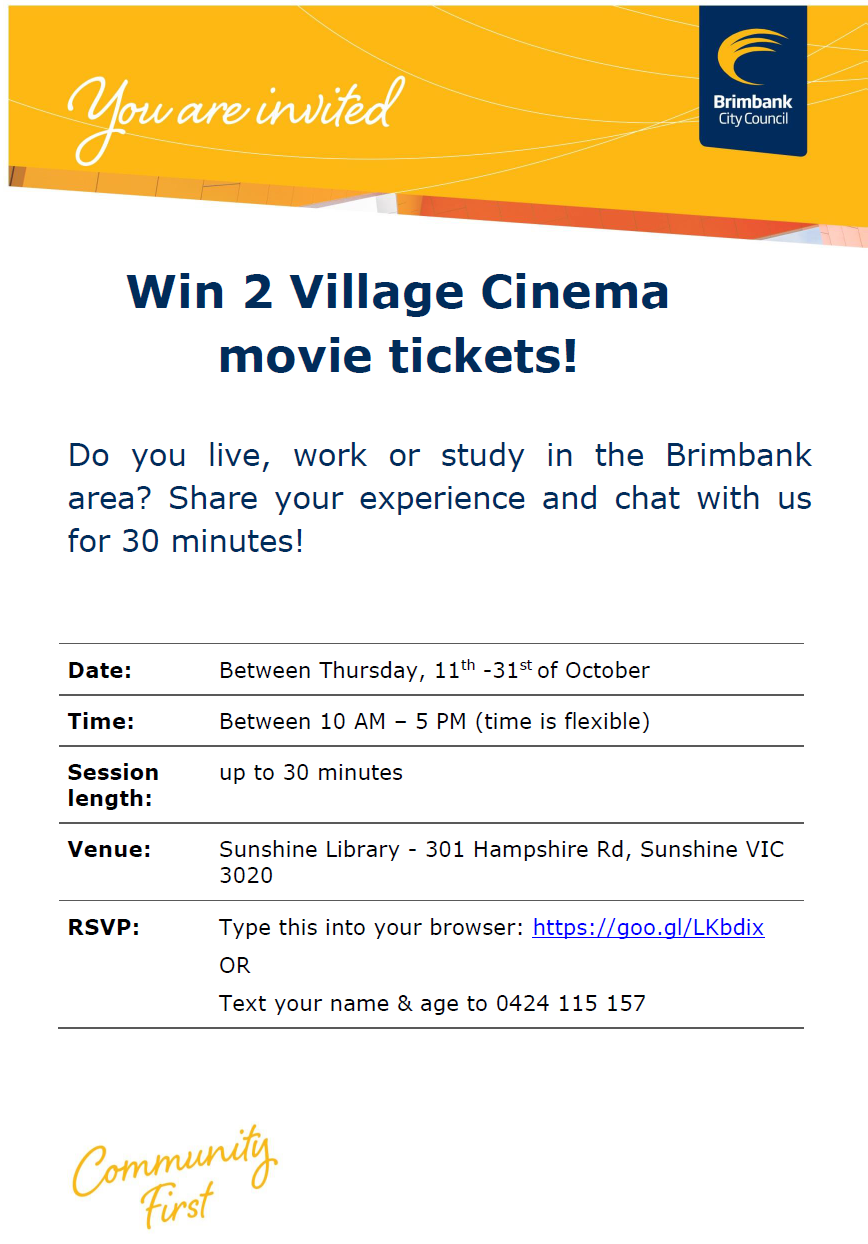 You are invited
Brimbank
City Council
Win 2 Village Cinema
movie tickets!
Do you live, work or study in the Brimbank
area? Share your experience and chat with us
for 30 minutes!
Date: Between Thursday, 11th -31st of October
Time: Between 10 AM – 5 PM (time is flexible)
Session length: up to 30 minutes
Venue: Sunshine Library - 301 Hampshire Rd, Sunshine VIC
3020
RSVP: Type this into your browser: https://goo.gl/LKbdix
OR
Text your name & age to 0424 115 157
Community
First